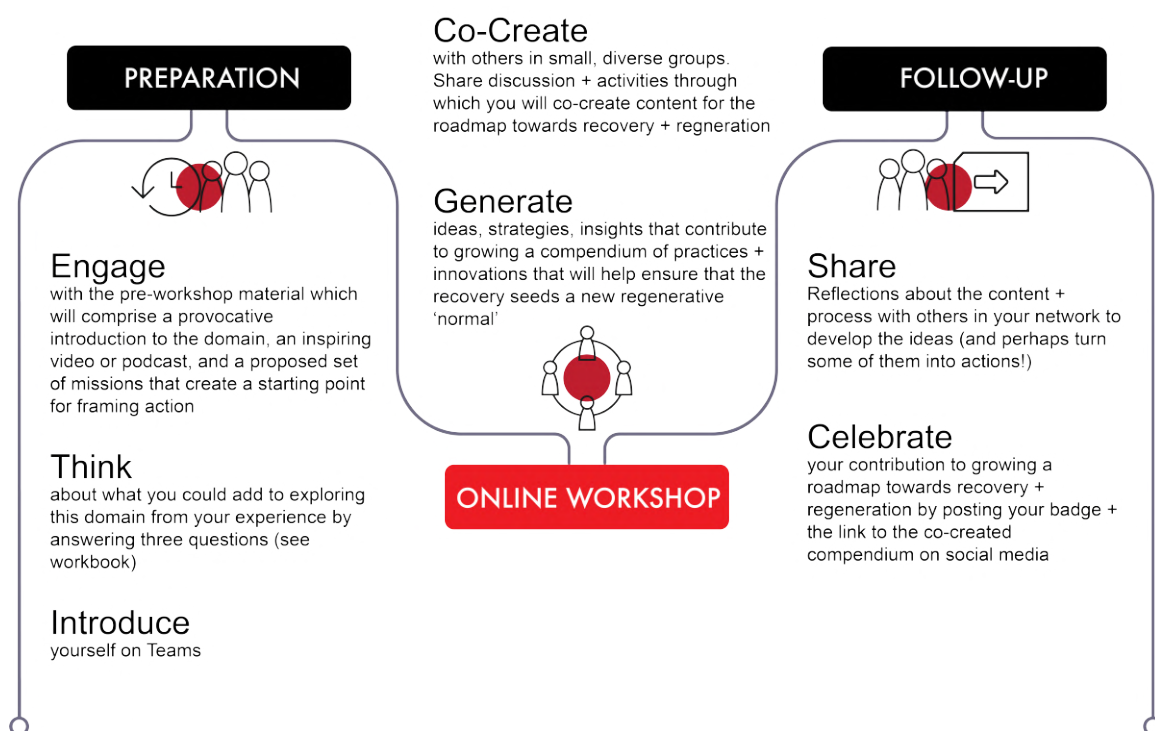 PREPARATION
Engage
with the pre-workshop material which
will comprise a provocative
introduction to the domain, an inspiring
video or podcast, and a proposed set
of missions that create a starting point
for framing action
Think
about what you could add to exploring
this domain from your experience by
answering three questions (see
workbook)
Introduce
yourself on Teams
Co-Create
with others in small, diverse groups.
Share discussion + activities through
which you will co-create content for the
roadmap towards recovery + regneration
Generate
ideas, strategies, insights that contribute
to growing a compendium of practices +
innovations that will help ensure that the
recovery seeds a new regenerative
‘normal’
ONLINE WORKSHOP
FOLLOW-UP
Share
Reflections about the content +
process with others in your network to
develop the ideas (and perhaps turn
some of them into actions!)
Celebrate
your contribution to growing a
roadmap towards recovery +
regeneration by posting your badge +
the link to the co-created
compendium on social media